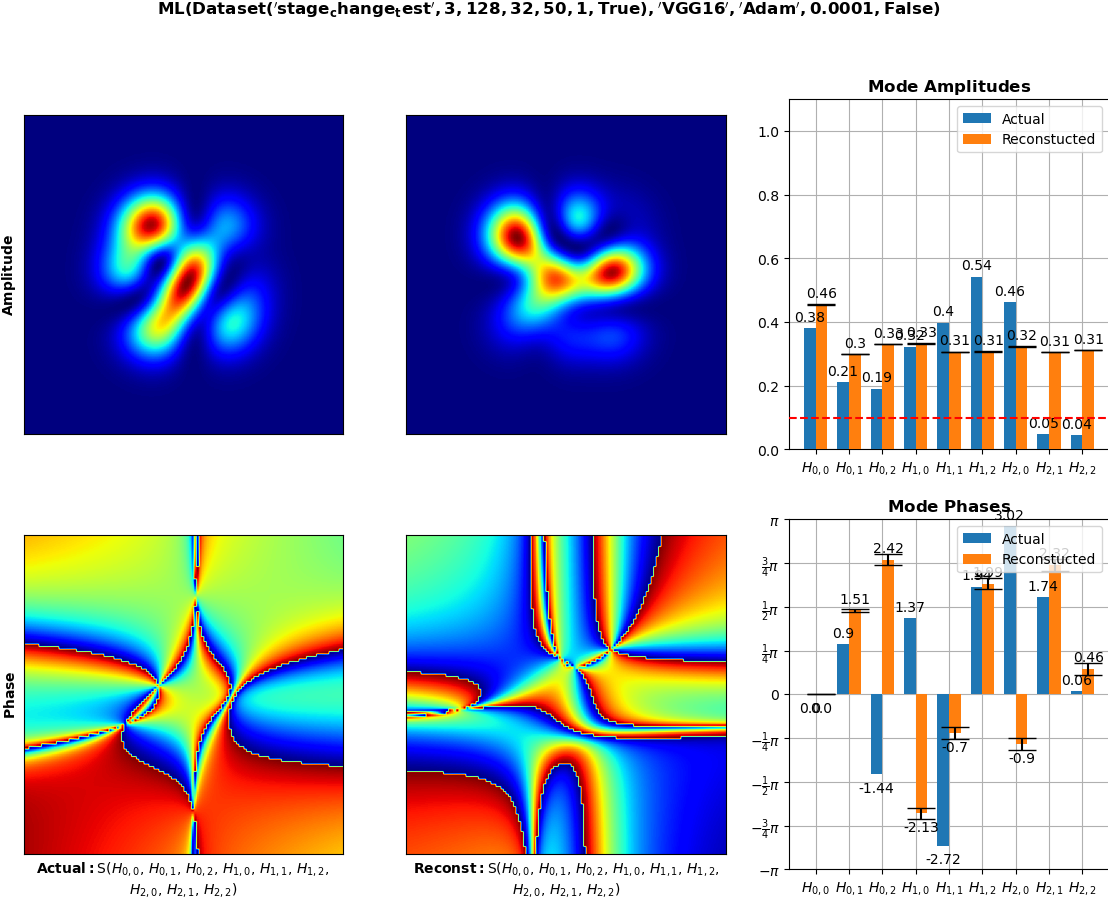 ML(Dataset('stage_change_test', 3, 128, 32, 50, 1, True), 'VGG16', 'Adam', 0.0001, False)
Mode Amplitudes
Amplitude
Actual
Reconstucted
1.0
0.8
0.6
0.4
0.2
0.0
0.38 0.21 0.19 0.32 0.4 0.54 0.46 0.05 0.04
0.46 0.3 0.33 0.33 0.31 0.31 0.32 0.31 0.31
H0,0 H0,1 H0,2 H1,0 H1,1 H1,2 H2,0 H2,1 H2,2
Mode Phases
Phase
Actual
Reconstucted
π
3/4π
1/2π
1/4π
0
−1/4π
−1/2π
−3/4π
−π
0.0 0.9 -1.44 1.37 -2.72 3.02 1.74 0.06
0.0 1.51 2.42 -2.13 -0.7 -0.9 2.32 0.46
H0,0 H0,1 H0,2 H1,0 H1,1 H1,2 H2,0 H2,1 H2,2
Actual: S(H0,0, H0,1, H0,2, H1,0, H1,1, H1,2,
H2,0, H2,1, H2,2)
Reconst: S(H0,0, H0,1, H0,2, H1,0, H1,1, H1,2,
H2,0, H2,1, H2,2)